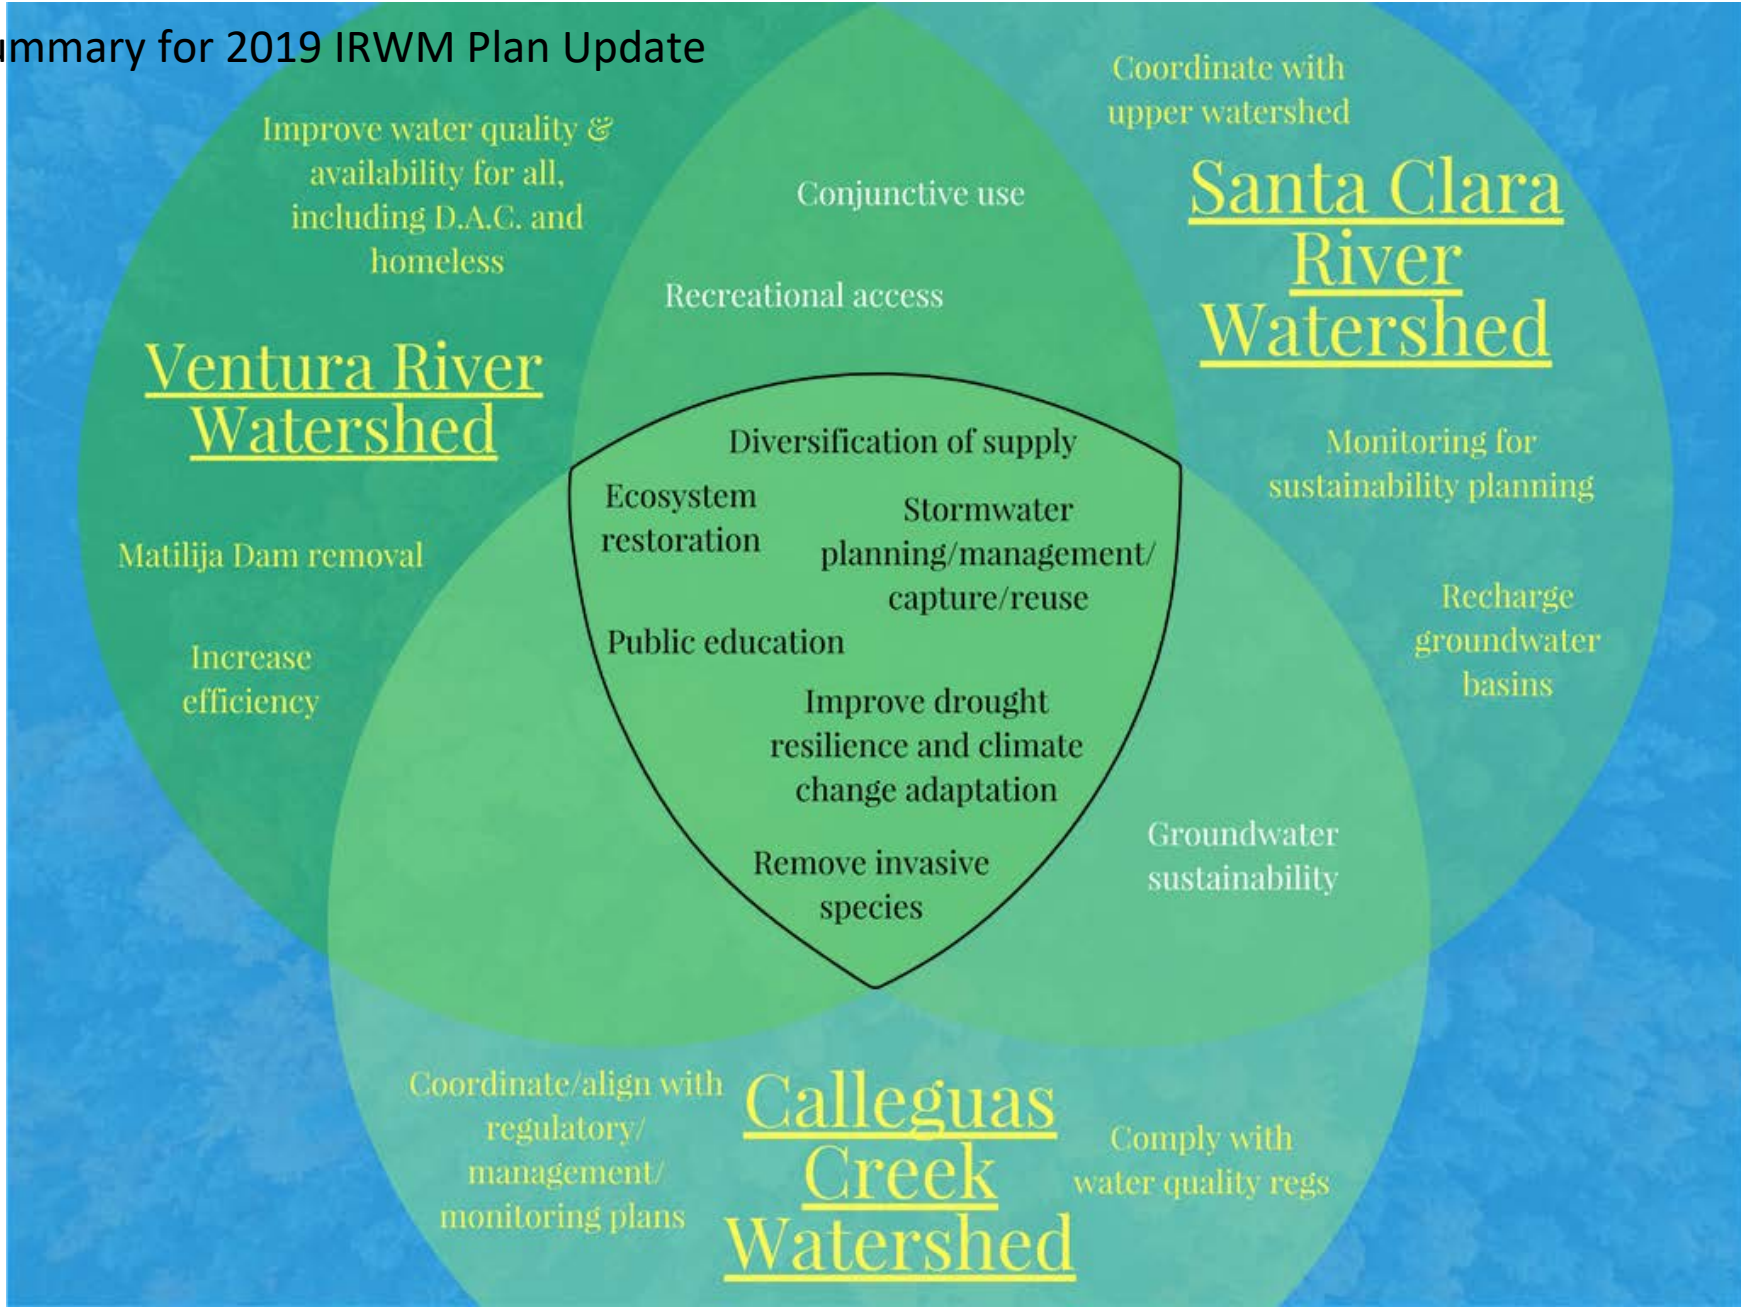 for 2019 IRWM Plan Update
Improve water quality &
availability for all,
including D.A.C. and
homeless
Ventura River
Watershed
Matilija Dam removal
Increase
efficiency
Conjunctive use
Recreational access
Coordinate with
upper watershed
Santa Clara
River
Watershed
Monitoring for
sustainability planning
Recharge
groundwater
basins
Diversification of supply
Ecosystem
restoration
Stormwater
planning/management/
capture/reuse
Public education
Improve drought
resilience and climate
change adaptation
Remove invasive
species
Groundwater
sustainability
Coordinate/align with
regulatory/
management/
monitoring plans
Calleguas
Creek
Watershed
Comply with
water quality regs